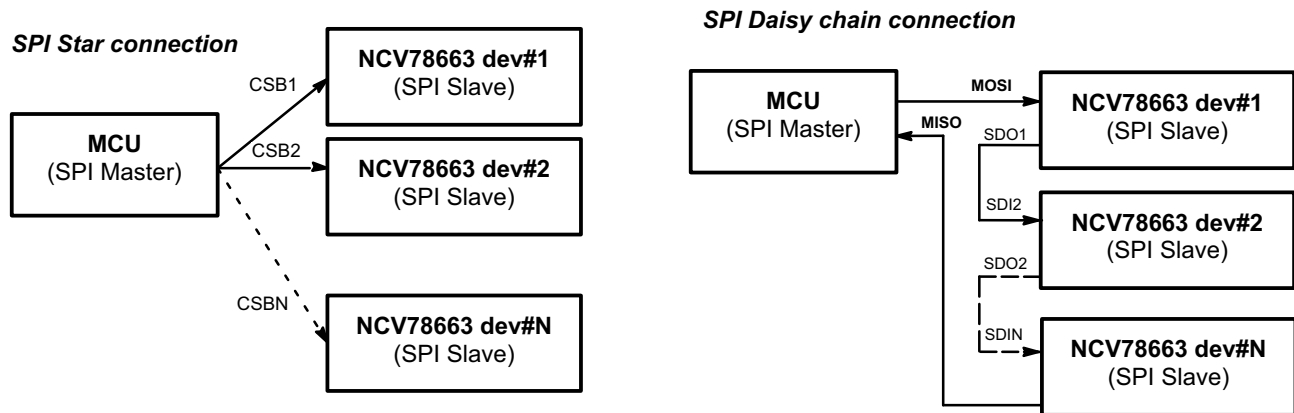 SPI Star connection
NCV78663 dev#1
(SPI Slave)
CSB1
MCU
(SPI Master)
CSB2
NCV78663 dev#2
(SPI Slave)
CSBN
NCV78663 dev#N
(SPI Slave)
SPI Daisy chain connection
MCU
(SPI Master)
MOSI
MISO
NCV78663 dev#1
(SPI Slave)
SDO1
SDI2
NCV78663 dev#2
(SPI Slave)
SDO2
SDIN
NCV78663 dev#N
(SPI Slave)